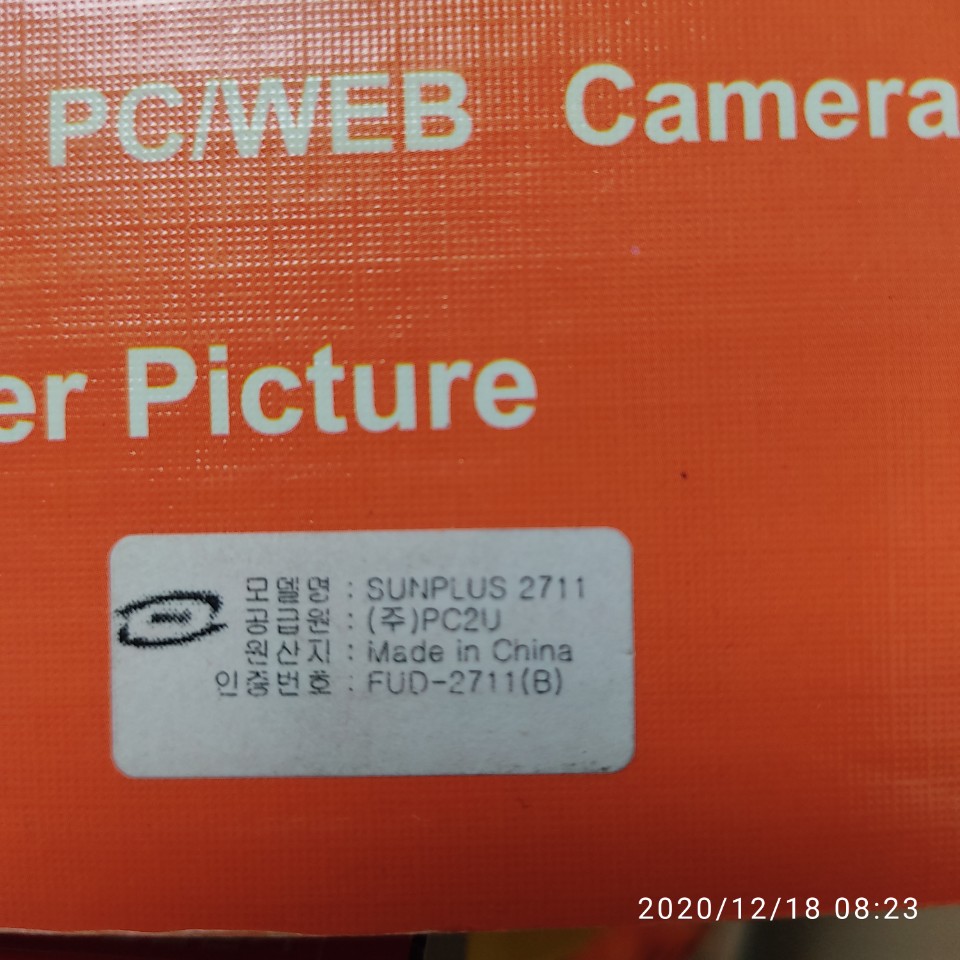 PC/WEB Camera
er Picture
모 델 명 : SUNPLUS 2711
공 급 원 : (주)PC2U
원 산 지 : Made in China
인 증 번 호 : FUD-2711(B)
2020/12/18 08:23